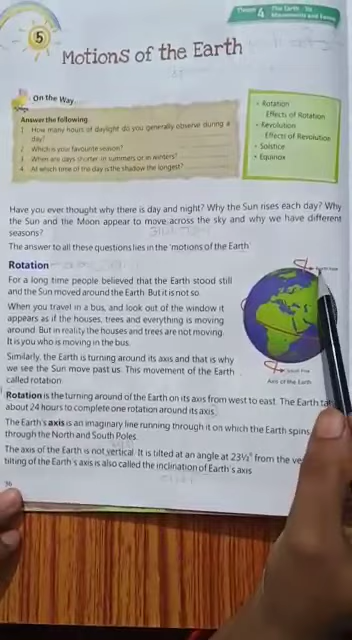 Theme 4 The Earth: Its Movements and
5
Motions of the Earth
On the Way
Answer the following.
1. How many hours of daylight do you generally observe during a
day?
2. Which is your favourite season?
3. When are days shorter in summers or in winters?
4. At which time of the day is the shadow the longest?
• Rotation
Effects of Rotation
• Revolution
Effects of Revolution
• Solstice
• Equinox
Have you ever thought why there is day and night? Why the Sun rises each day? Why
the Sun and the Moon appear to move across the sky and why we have different
seasons?
The answer to all these questions lies in the 'motions of the Earth'
Rotation
For a long time people believed that the Earth stood still
and the Sun moved around the Earth. But it is not so.
When you travel in a bus, and look out of the window it
appears as if the houses, trees and everything is moving
around. But in reality the houses and trees are not moving.
It is you who is moving in the bus.
Similarly, the Earth is turning around its axis and that is why
we see the Sun move past us. This movement of the Earth
called rotation.
South Pole
Axis of the Earth
Rotation is the turning around of the Earth on its axis from west to east. The Earth
about 24 hours to complete one rotation around its axis.
The Earth's axis is an imaginary line running through it on which the Earth spins
through the North and South Poles.
The axis of the Earth is not vertical. It is tilted at an angle at 23½° from the
tilting of the Earth's axis is also called the inclination of Earth's axis